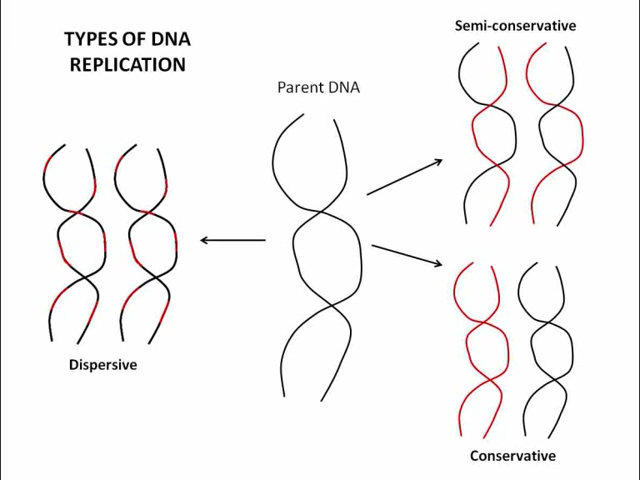 TYPES OF DNA
REPLICATION
Parent DNA
Semi-conservative
Dispersive
Conservative